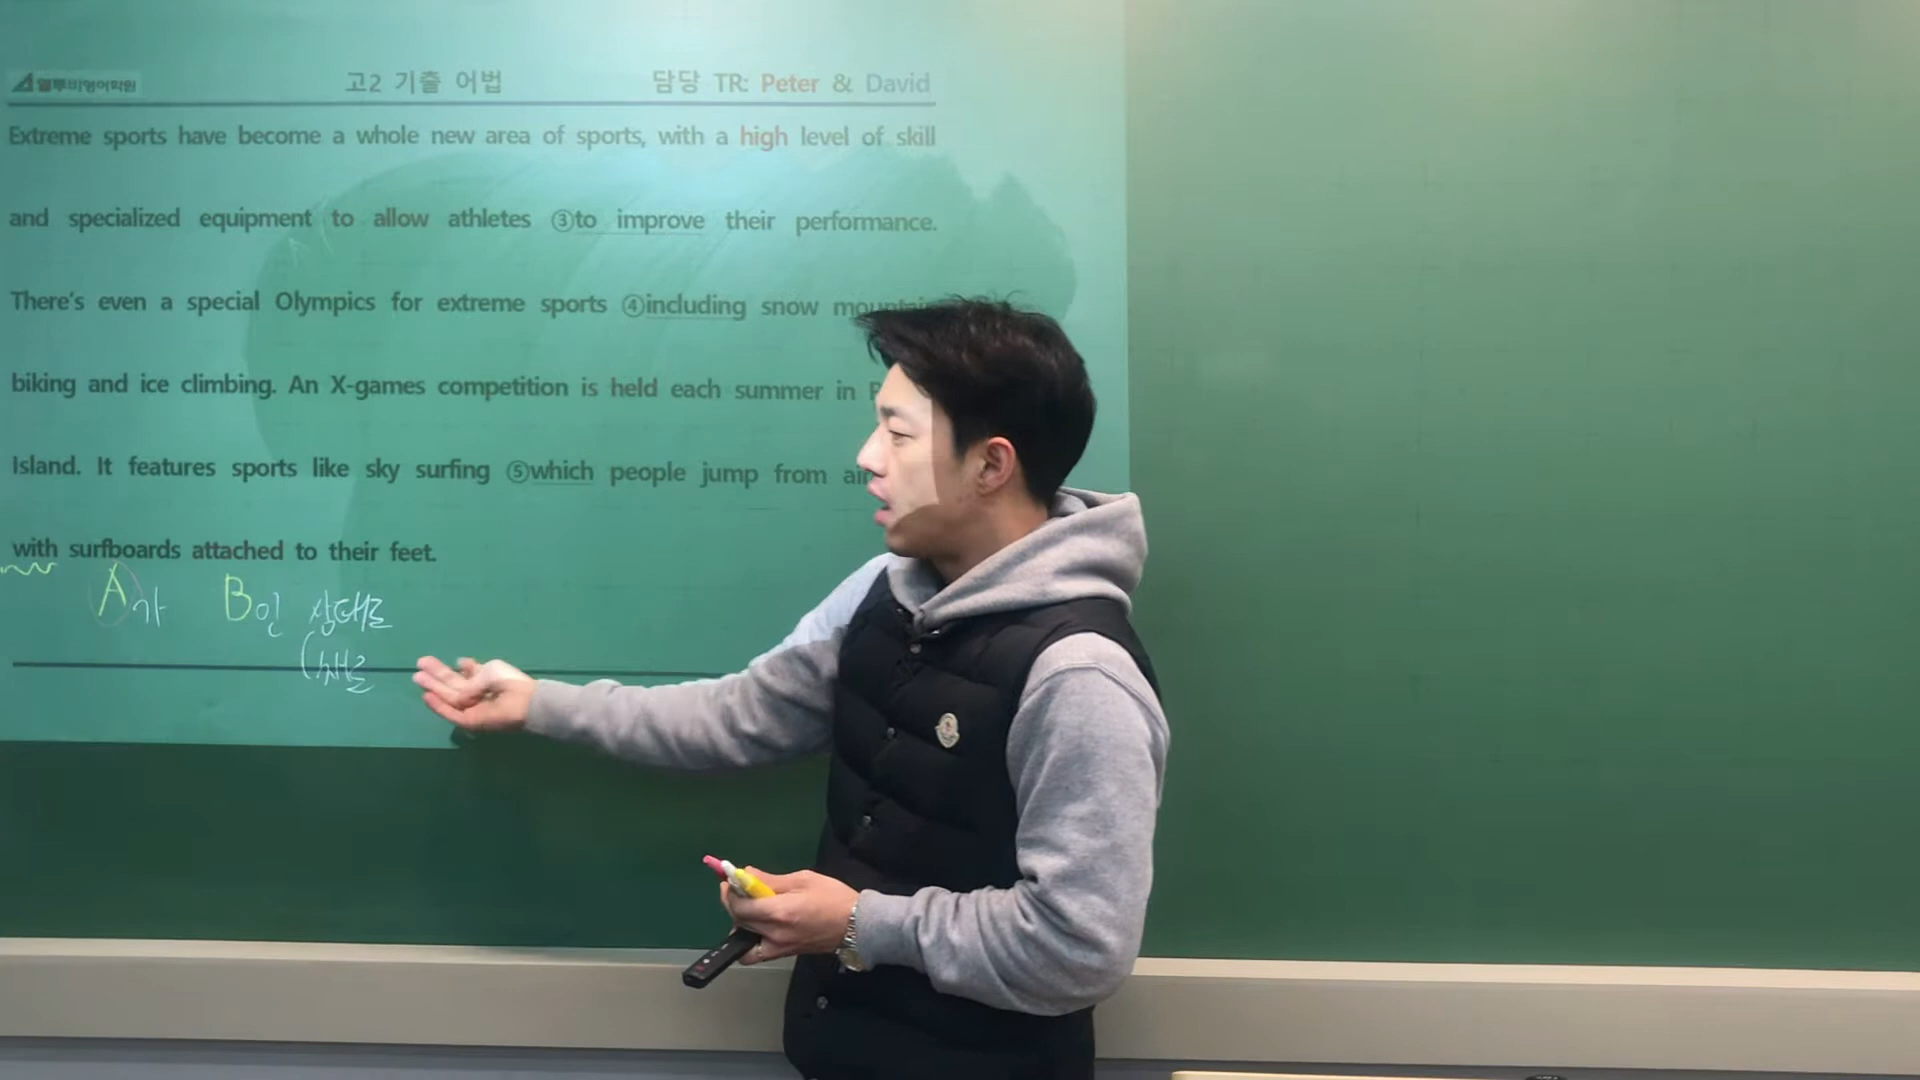 열투비영어학원 고2 기출 어법 담당 TR: Peter & David
Extreme sports have become a whole new area of sports, with a high level of skill
and specialized equipment to allow athletes ③to improve their performance.
There's even a special Olympics for extreme sports ④including snow
biking and ice climbing. An X-games competition is held each summer in
Island. It features sports like sky surfing ⑤which people jump from
with surfboards attached to their feet.
A가 B인 상태로
(채로